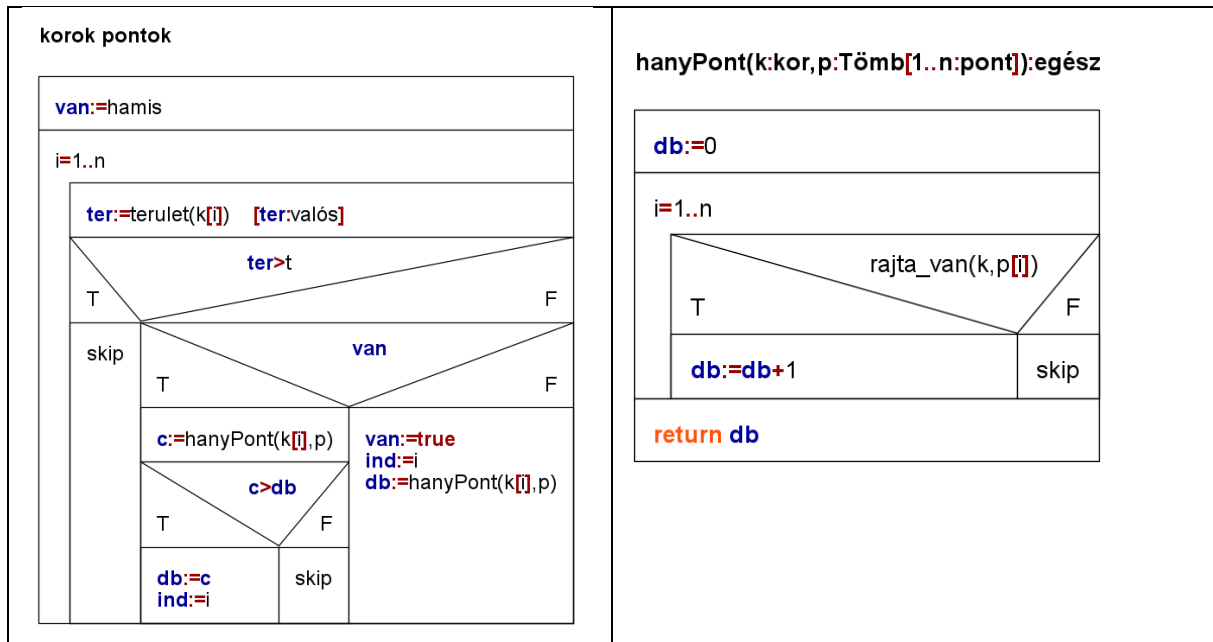 korok pontok
van:=hamis
i=1..n
ter:=terulet(k[i]) [ter:valós]
ter>t
T F
skip
van
T F
c:=hanyPont(k[i],p)
c>db
T F
db:=c
ind:=i
skip
van:=true
ind:=i
db:=hanyPont(k[i],p)
hanyPont(k:kor,p:Tömb[1..n:pont]):egész
db:=0
i=1..n
rajta_van(k,p[i])
T F
db:=db+1
skip
return db